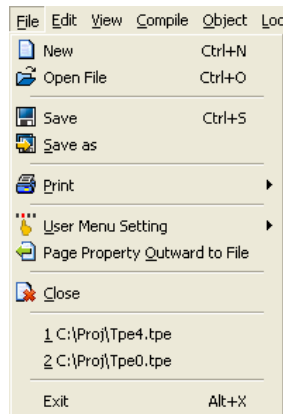 File Edit View Compile Object Loc
New Ctrl+N
Open File Ctrl+O
Save Ctrl+S
Save as
Print
User Menu Setting
Page Property Outward to File
Close
1 C:\Proj\Tpe4.tpe
2 C:\Proj\Tpe0.tpe
Exit Alt+X